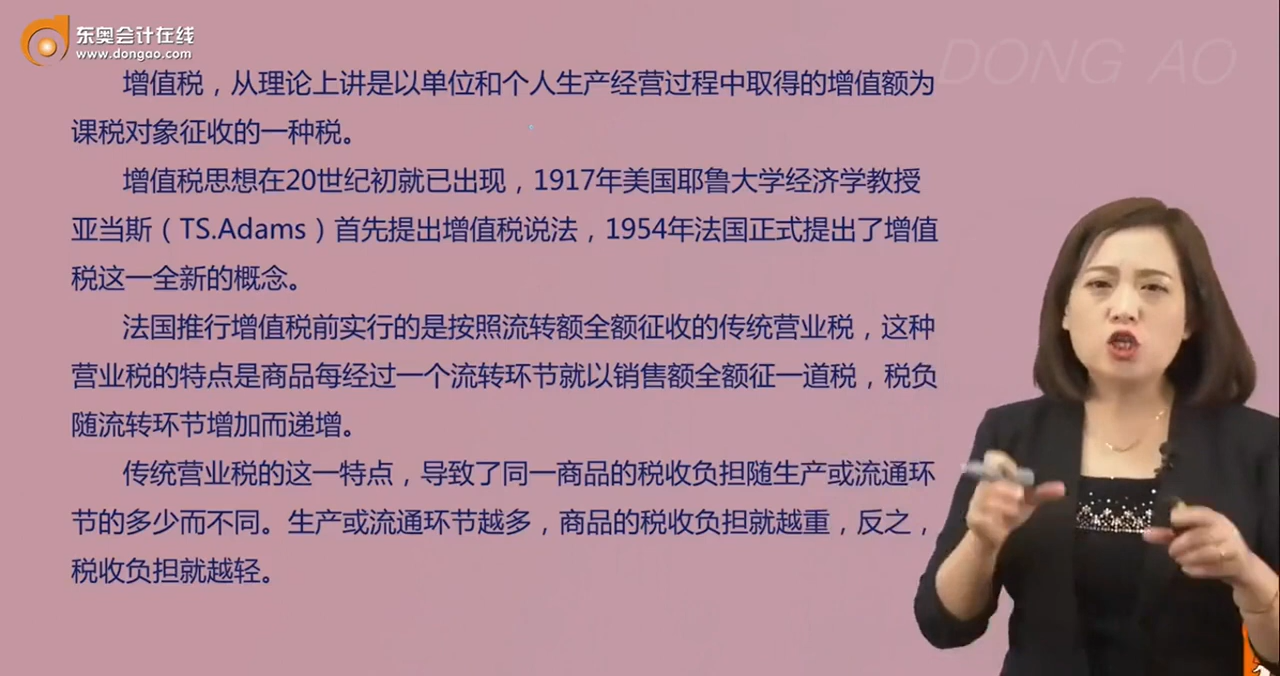 东奥会计在线
www.dongao.com
DONG AO
增值税，从理论上讲是以单位和个人生产经营过程中取得的增值额为
课税对象征收的一种税。
增值税思想在20世纪初就已出现，1917年美国耶鲁大学经济学教授
亚当斯（TS.Adams）首先提出增值税说法，1954年法国正式提出了增值
税这一全新的概念。
法国推行增值税前实行的是按照流转额全额征收的传统营业税，这种
营业税的特点是商品每经过一个流转环节就以销售额全额征一道税，税负
随流转环节增加而递增。
传统营业税的这一特点，导致了同一商品的税收负担随生产或流通环
节的多少而不同。生产或流通环节越多，商品的税收负担就越重，反之，
税收负担就越轻。